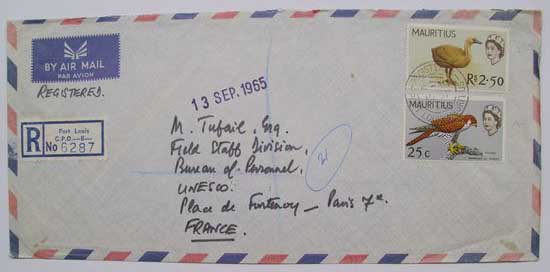 BY AIR MAIL
PAR AVION
REGISTERED.
R
Port Louis
G.P.O.—E—
No 6287
13 SEP. 1965
MAURITIUS
Rs 2·50
MAURITIUS
25c
M. Tufail, Esq.
Field Staff Division,
Bureau of Personnel,
UNESCO.
Place de Fontenoy — Paris 7e
FRANCE.